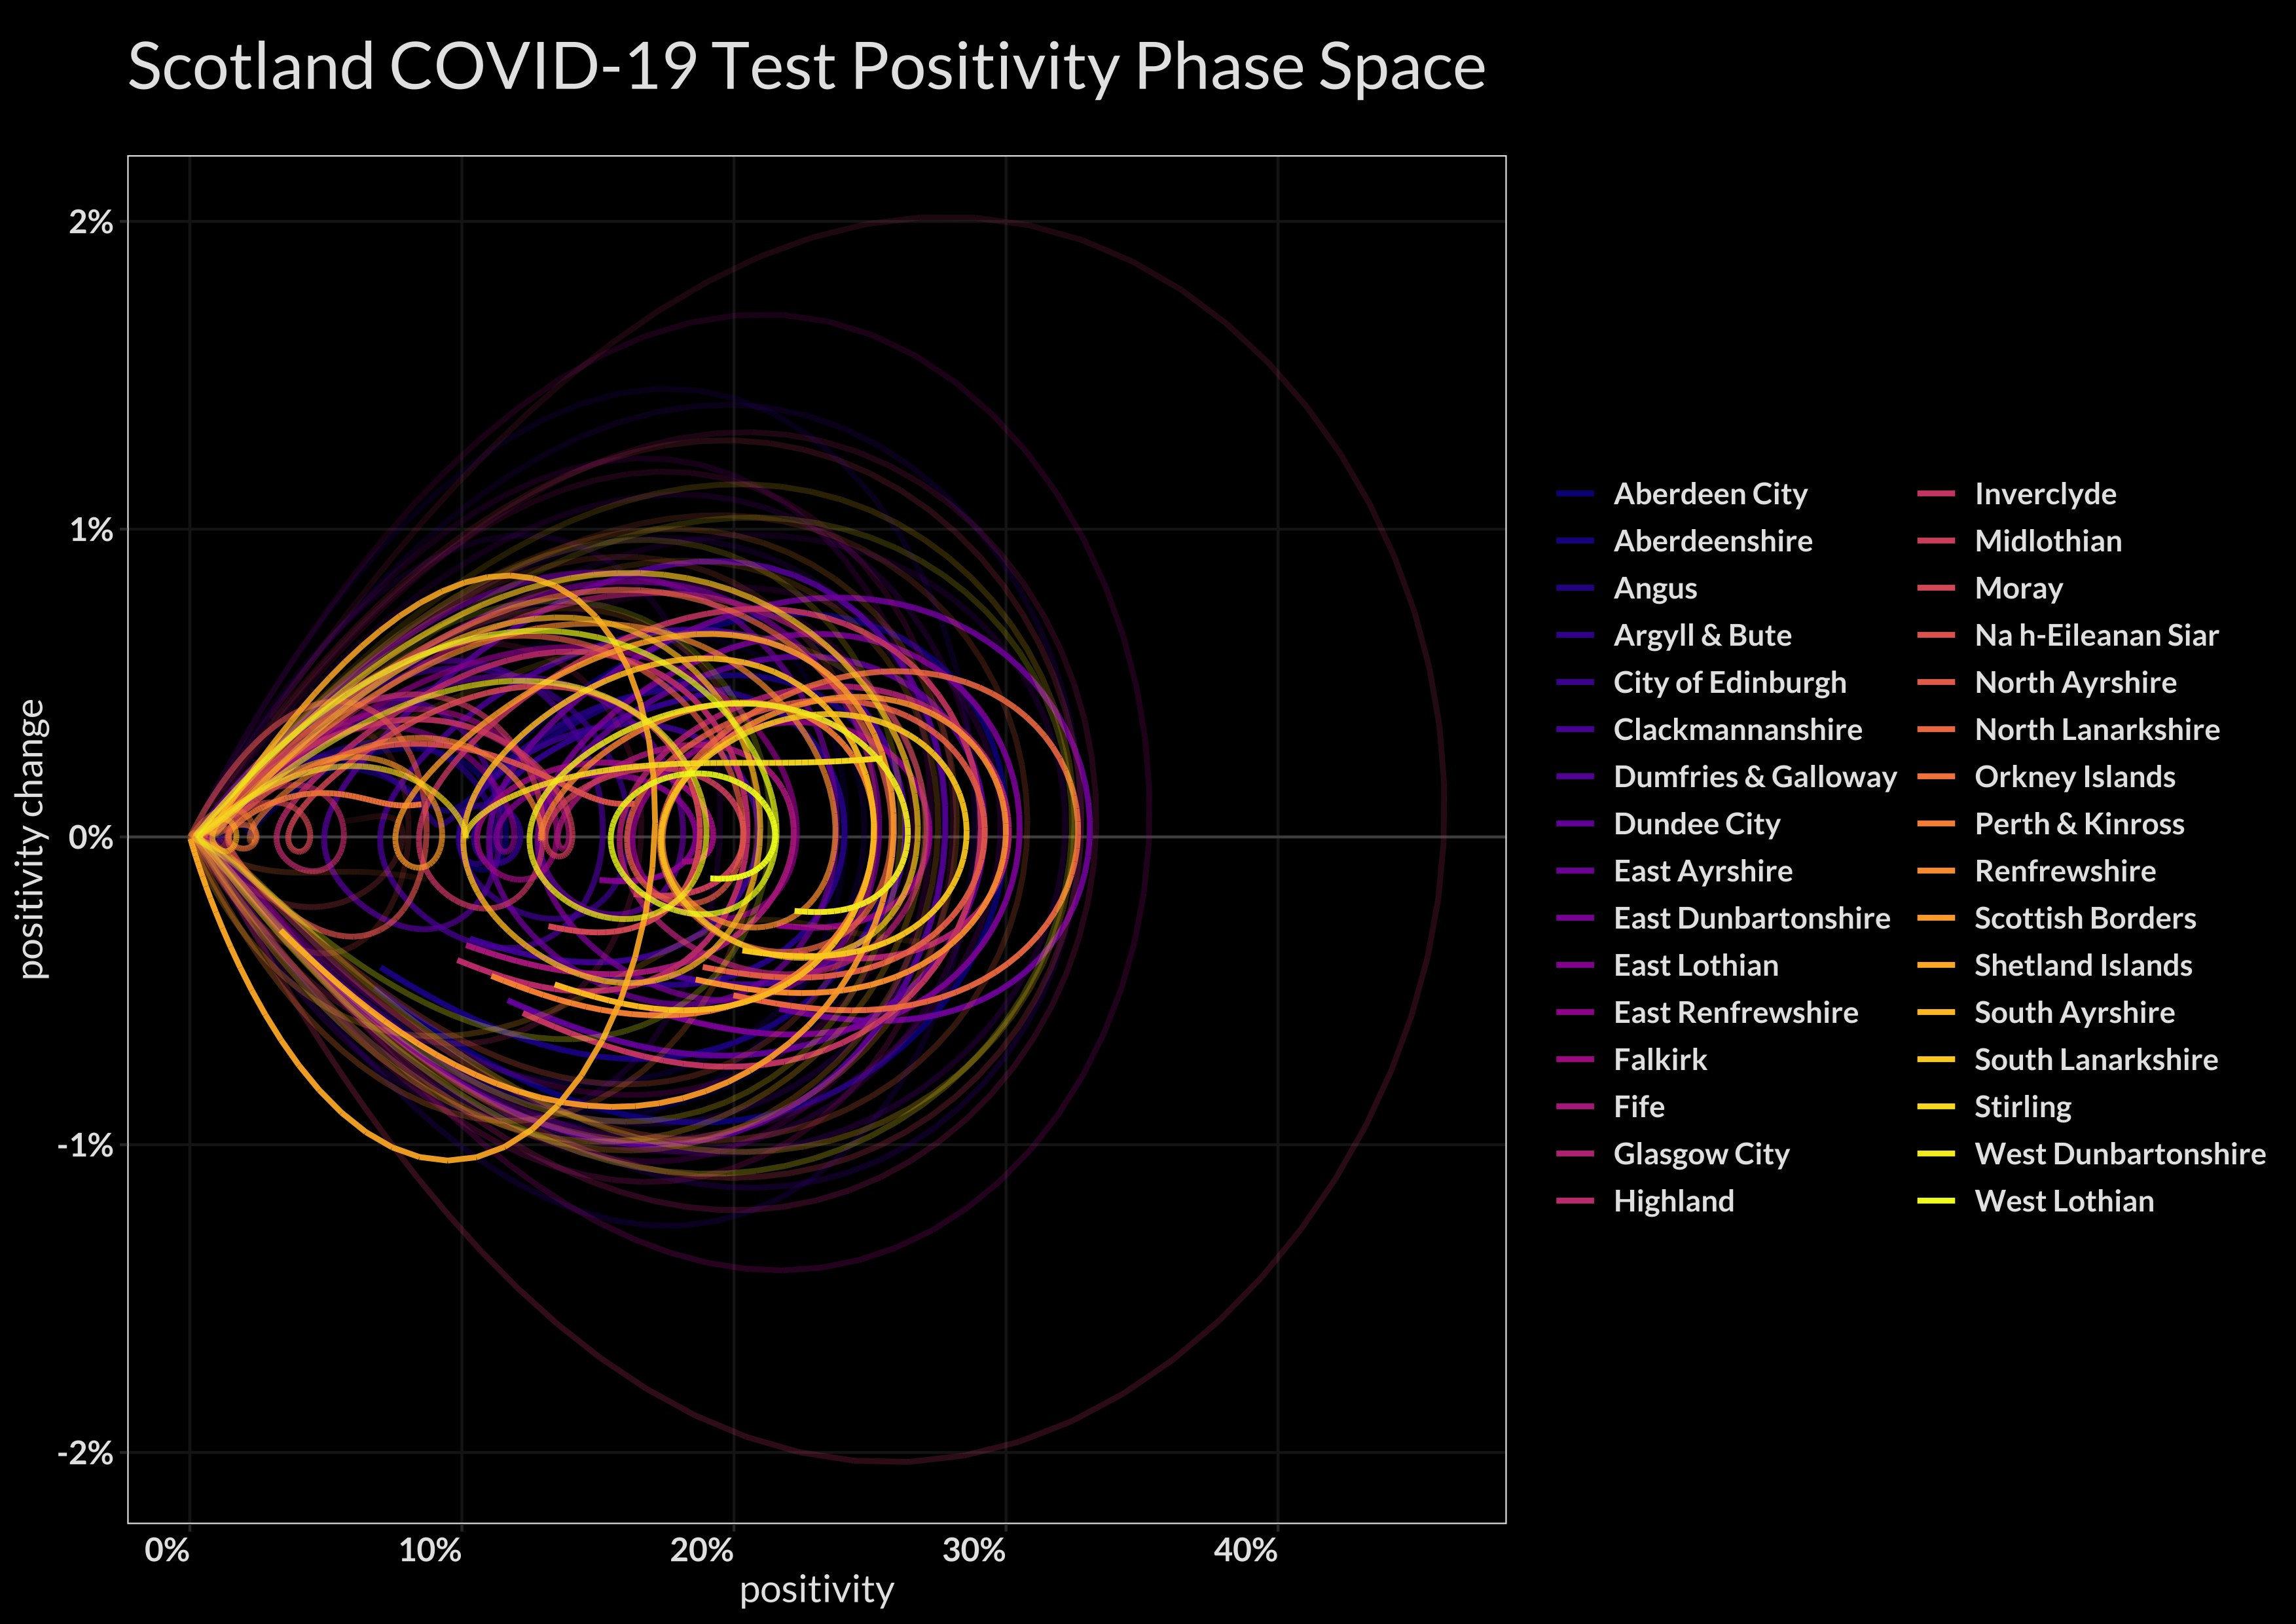 Scotland COVID-19 Test Positivity Phase Space
positivity change
2%
1%
0%
-1%
-2%
0%
10%
20%
30%
40%
positivity
Aberdeen City
Aberdeenshire
Angus
Argyll & Bute
City of Edinburgh
Clackmannanshire
Dumfries & Galloway
Dundee City
East Ayrshire
East Dunbartonshire
East Lothian
East Renfrewshire
Falkirk
Fife
Glasgow City
Highland
Inverclyde
Midlothian
Moray
Na h-Eileanan Siar
North Ayrshire
North Lanarkshire
Orkney Islands
Perth & Kinross
Renfrewshire
Scottish Borders
Shetland Islands
South Ayrshire
South Lanarkshire
Stirling
West Dunbartonshire
West Lothian